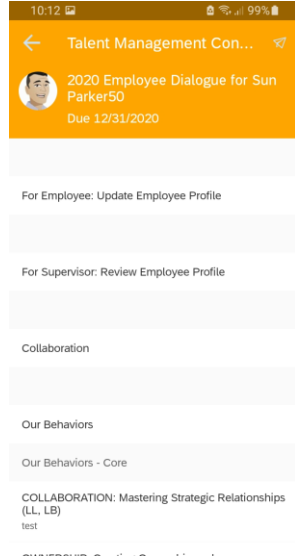 10:12 99%
Talent Management Con...
2020 Employee Dialogue for Sun
Parker50
Due 12/31/2020
For Employee: Update Employee Profile
For Supervisor: Review Employee Profile
Collaboration
Our Behaviors
Our Behaviors - Core
COLLABORATION: Mastering Strategic Relationships
(LL, LB)
test